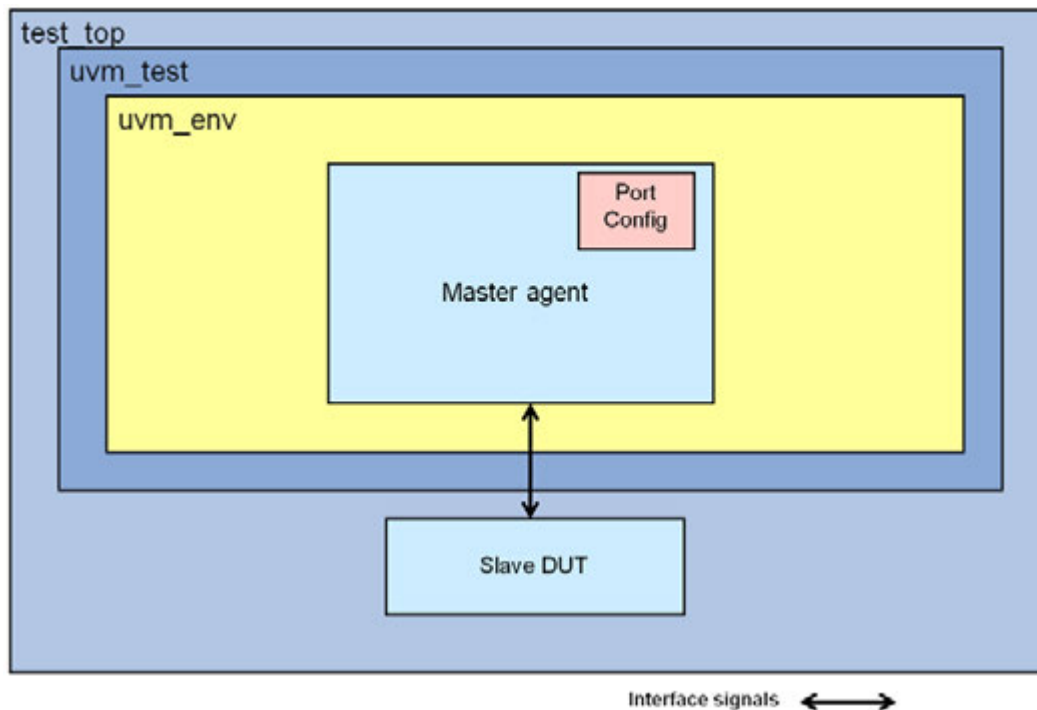 test_top
uvm_test
uvm_env
Port
Config
Master agent
Slave DUT
Interface signals